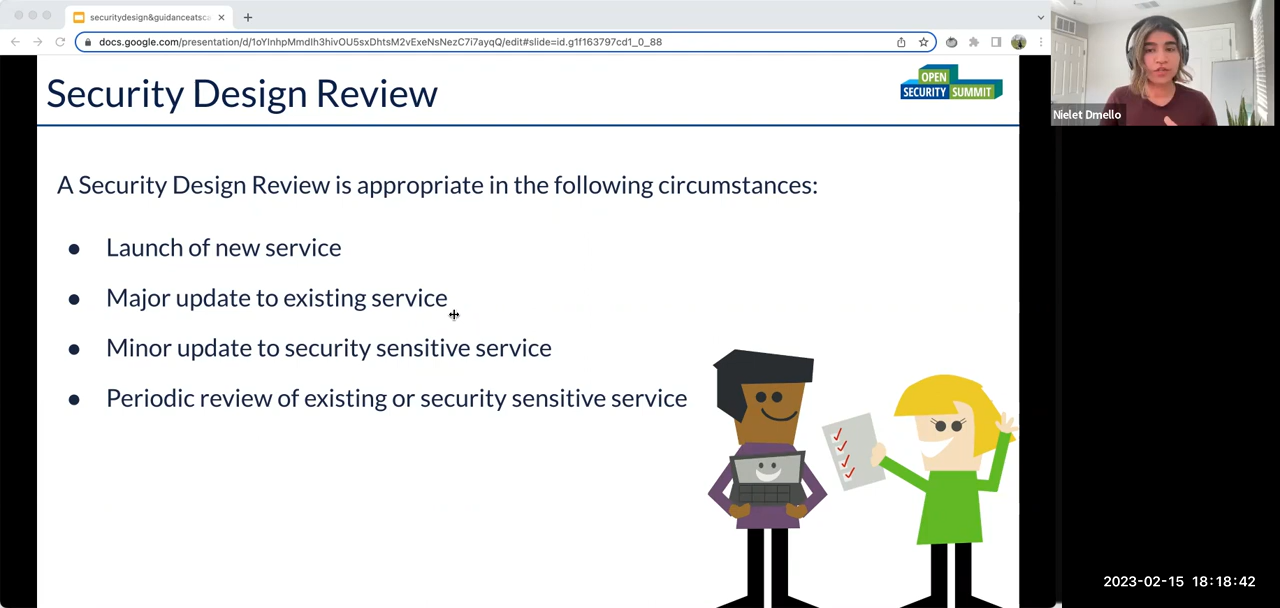 securitydesign&guidanceatsca
docs.google.com/presentation/d/1oYInhpMmdIh3hivOU5sxDhtsM2vExeNsNezC7i7ayqQ/edit#slide=id.g1f163797cd1_0_88
Security Design Review
OPEN
SECURITY SUMMIT
Nielet Dmello
A Security Design Review is appropriate in the following circumstances:
● Launch of new service
● Major update to existing service
● Minor update to security sensitive service
● Periodic review of existing or security sensitive service
2023-02-15 18:18:42